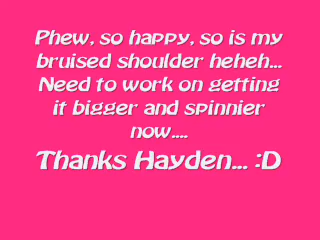 Phew, so happy, so is my
bruised shoulder heheh...
Need to work on getting
it bigger and spinnier
now....
Thanks Hayden... :D